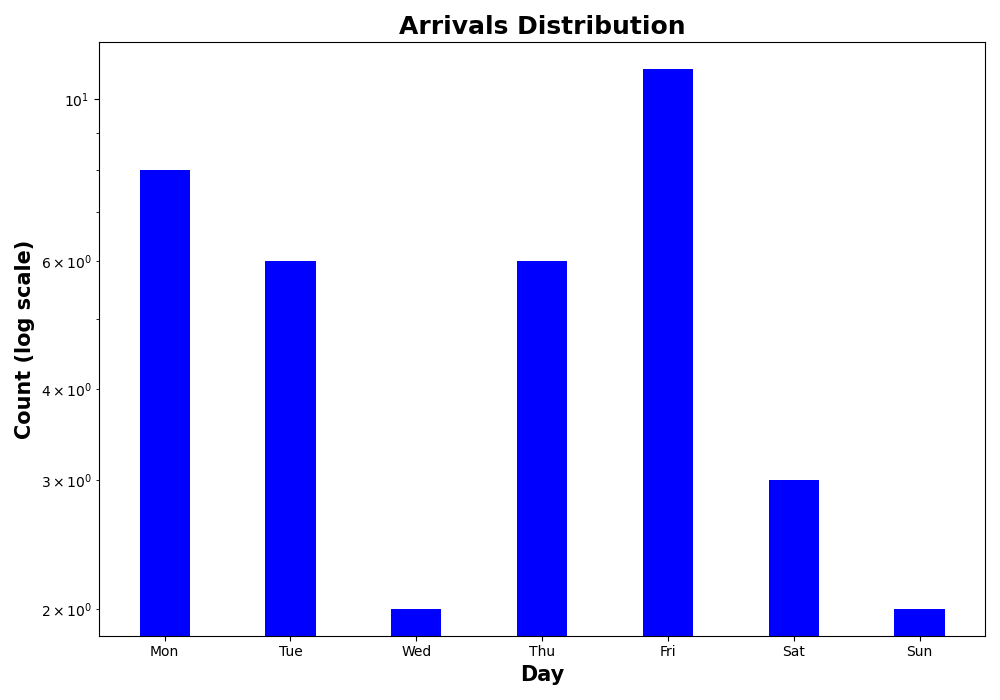 Arrivals Distribution
Count (log scale)
10¹
6 × 10⁰
4 × 10⁰
3 × 10⁰
2 × 10⁰
Mon Tue Wed Thu Fri Sat Sun
Day